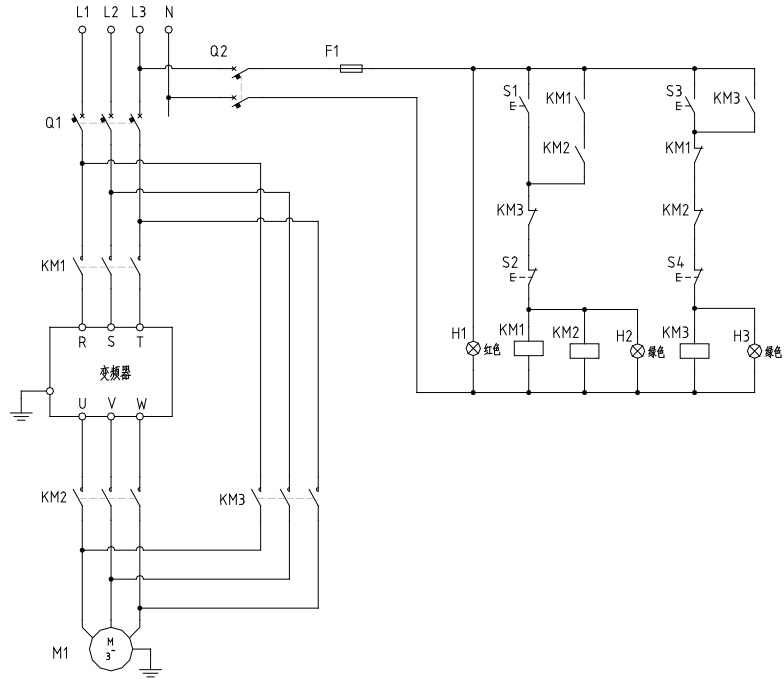 L1 L2 L3 N
Q2 F1
Q1
S1 KM1 S3 KM3
KM2 KM1
KM3 KM2
KM1
S2 S4
R S T
H1 红色 KM1 KM2 H2 绿色 KM3 H3 绿色
变频器
U V W
KM2 KM3
M1
M
3~